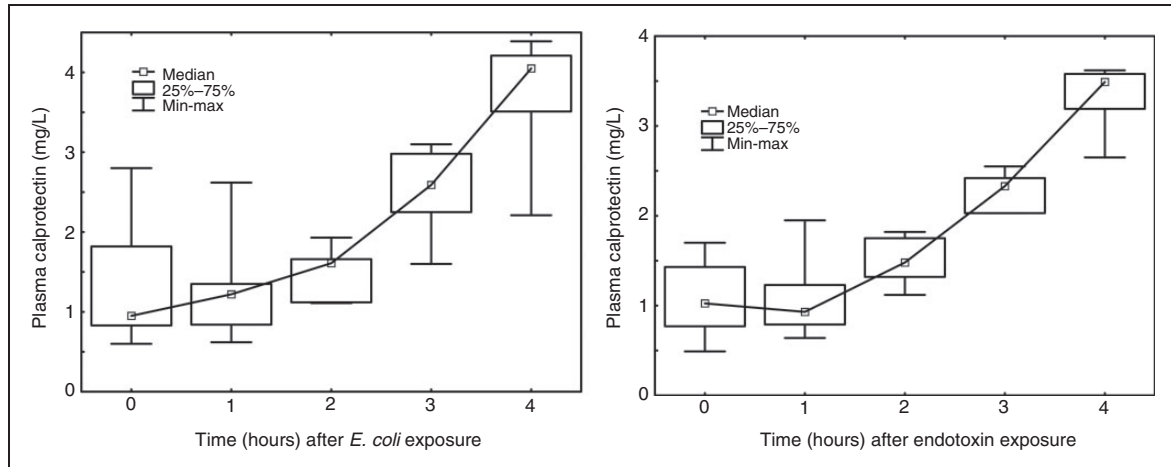 Plasma calprotectin (mg/L)
4
3
2
1
0
Median
25%–75%
Min-max
0 1 2 3 4
Time (hours) after E. coli exposure
Plasma calprotectin (mg/L)
4
3
2
1
0
Median
25%–75%
Min-max
0 1 2 3 4
Time (hours) after endotoxin exposure